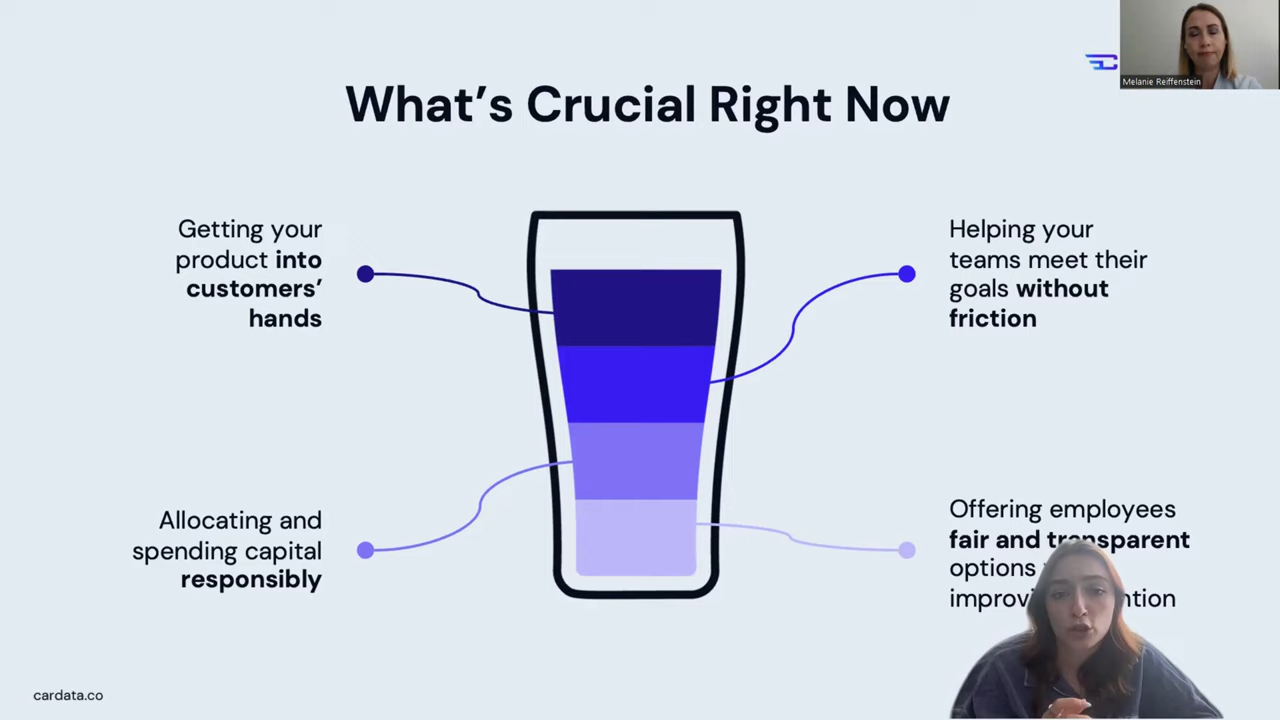 Melanie Reiffenstein
What's Crucial Right Now
Getting your
product into
customers'
hands
Helping your
teams meet their
goals without
friction
Allocating and
spending capital
responsibly
Offering employees
fair and transparent
options
cardata.co